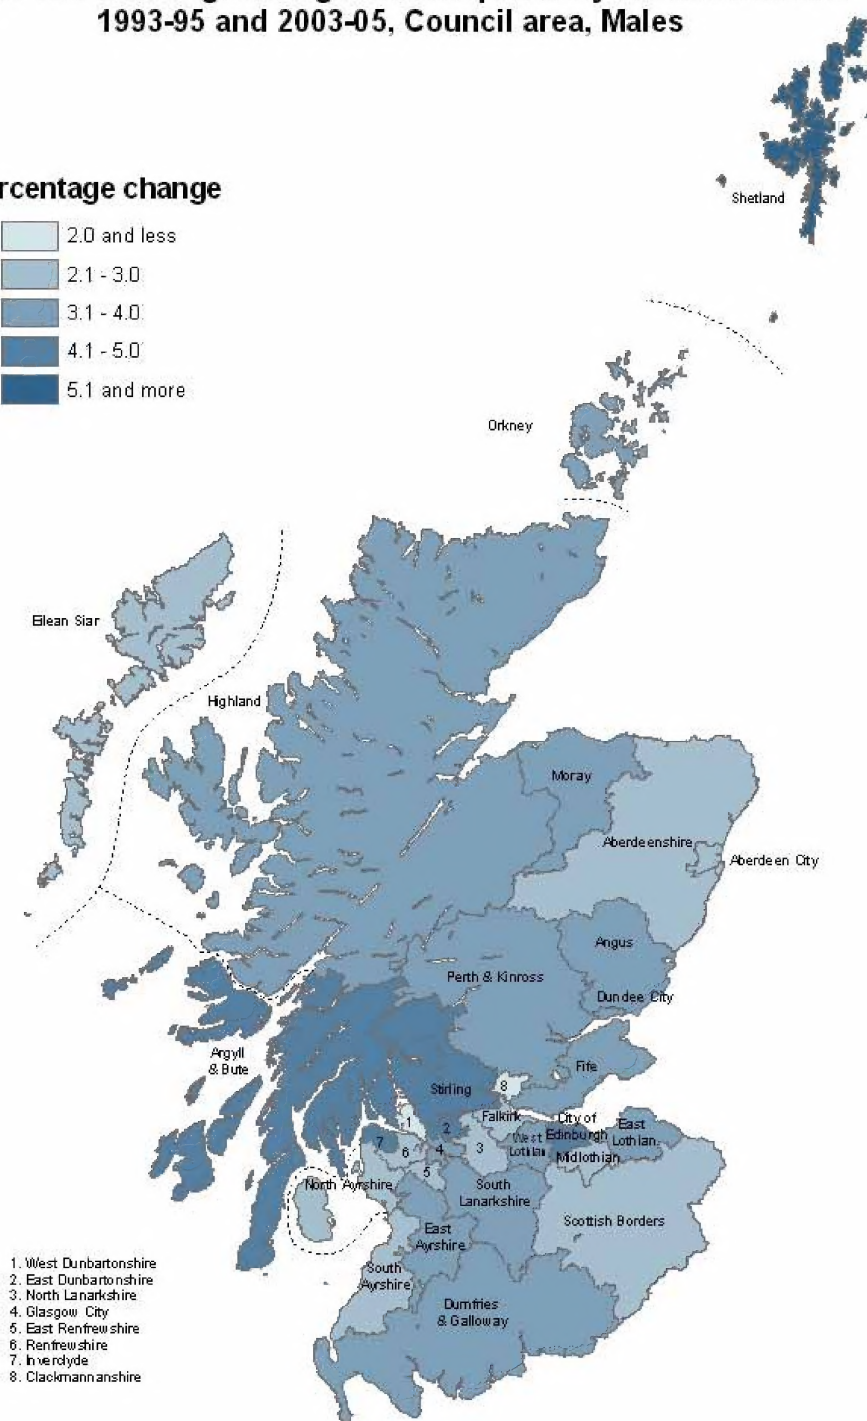 1993-95 and 2003-05, Council area, Males
rcentage change
2.0 and less
2.1 - 3.0
3.1 - 4.0
4.1 - 5.0
5.1 and more
Shetland
Orkney
Eilean Siar
Highland
Moray
Aberdeenshire
Aberdeen City
Angus
Perth & Kinross
Dundee City
Argyll
& Bute
Fife
Stirling
8
1
Falkirk
City of
Edinburgh
East
Lothian
2
7
West
Lothian
6
4
3
Midlothian
5
North Ayrshire
South
Lanarkshire
Scottish Borders
East
Ayrshire
South
Ayrshire
Dumfries
& Galloway
1. West Dunbartonshire
2. East Dunbartonshire
3. North Lanarkshire
4. Glasgow City
5. East Renfrewshire
6. Renfrewshire
7. Inverclyde
8. Clackmannanshire